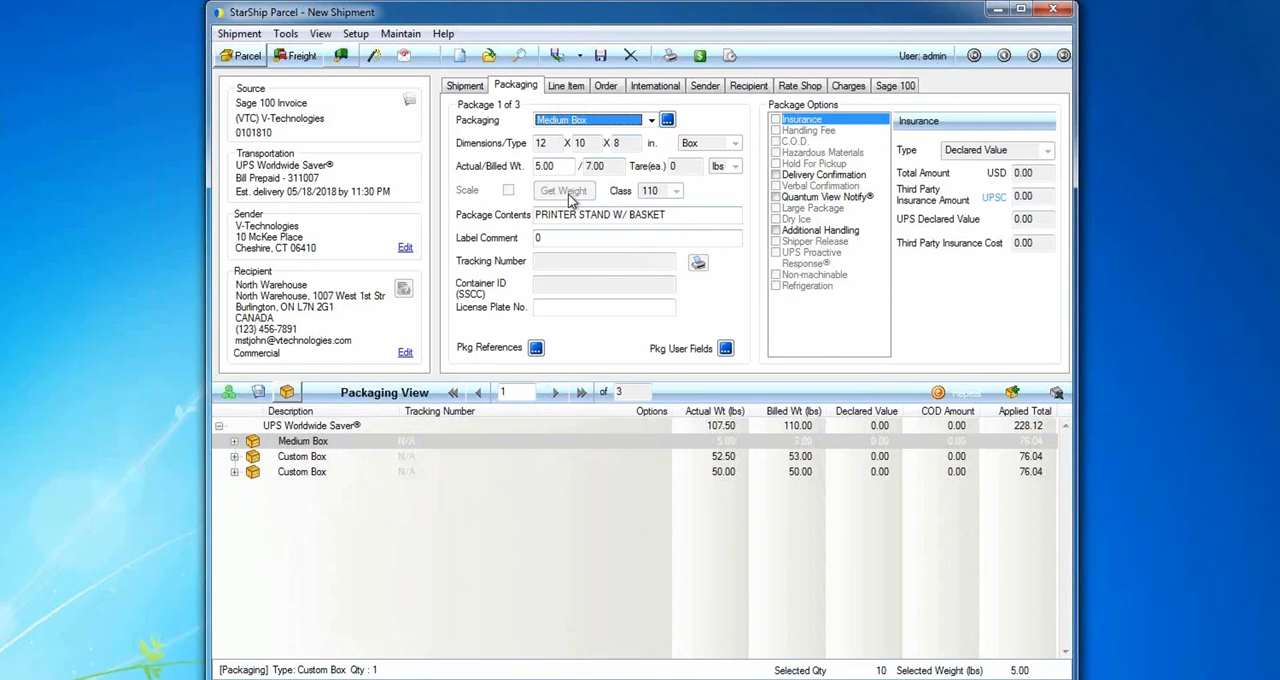 StarShip Parcel - New Shipment
Shipment Tools View Setup Maintain Help
Parcel Freight User: admin
Source
Sage 100 Invoice
(VTC) V-Technologies
0101810
Transportation
UPS Worldwide Saver®
Bill Prepaid - 311007
Est. delivery 05/18/2018 by 11:30 PM
Sender
V-Technologies
10 McKee Place
Cheshire, CT 06410
Edit
Recipient
North Warehouse
North Warehouse, 1007 West 1st Str
Burlington, ON L7N 2G1
CANADA
(123) 456-7891
mstjohn@vtechnologies.com
Commercial
Edit
Shipment Packaging Line Item Order International Sender Recipient Rate Shop Charges Sage 100
Package 1 of 3
Packaging Medium Box
Dimensions/Type 12 X 10 X 8 in. Box
Actual/Billed Wt. 5.00 / 7.00 Tare(ea.) 0 lbs
Scale Get Weight Class 110
Package Contents PRINTER STAND W/ BASKET
Label Comment 0
Tracking Number
Container ID
(SSCC)
License Plate No.
Pkg References Pkg User Fields
Package Options
Insurance
Handling Fee
C.O.D.
Hazardous Materials
Hold For Pickup
Delivery Confirmation
Verbal Confirmation
Quantum View Notify®
Large Package
Dry Ice
Additional Handling
Shipper Release
UPS Proactive
Response®
Non-machinable
Refrigeration
Insurance
Type Declared Value
Total Amount USD 0.00
Third Party
Insurance Amount UPSC 0.00
UPS Declared Value 0.00
Third Party Insurance Cost 0.00
Packaging View 1 of 3 Repeat
Description Tracking Number Options Actual Wt (lbs) Billed Wt (lbs) Declared Value COD Amount Applied Total
UPS Worldwide Saver® 107.50 110.00 0.00 0.00 228.12
Medium Box N/A 5.00 7.00 0.00 0.00 76.04
Custom Box N/A 52.50 53.00 0.00 0.00 76.04
Custom Box N/A 50.00 50.00 0.00 0.00 76.04
[Packaging] Type: Custom Box Qty : 1 Selected Qty 10 Selected Weight (lbs) 5.00